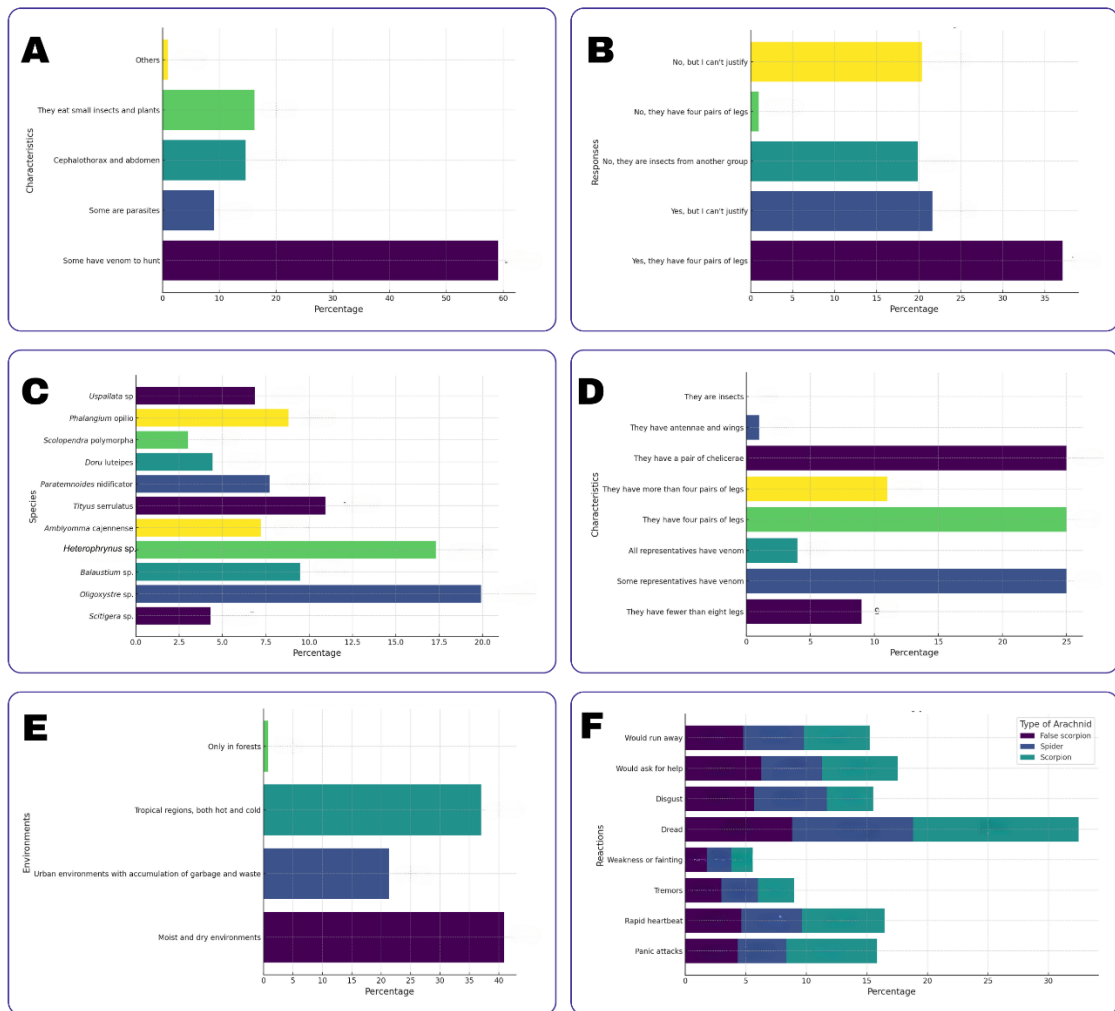 A
Others
They eat small insects and plants
Cephalothorax and abdomen
Some are parasites
Some have venom to hunt
Characteristics
0 10 20 30 40 50 60
Percentage
B
No, but I can't justify
No, they have four pairs of legs
No, they are insects from another group
Yes, but I can't justify
Yes, they have four pairs of legs
Responses
0 5 10 15 20 25 30 35
Percentage
C
Uspallata sp
Phalangium opilio
Scolopendra polymorpha
Doru luteipes
Paratemnoides nidificator
Tityus serrulatus
Amblyomma cajennense
Heterophrynus sp.
Balaustium sp.
Oligoxystre sp.
Scitigera sp.
Species
0.0 2.5 5.0 7.5 10.0 12.5 15.0 17.5 20.0
Percentage
D
They are insects
They have antennae and wings
They have a pair of chelicerae
They have more than four pairs of legs
They have four pairs of legs
All representatives have venom
Some representatives have venom
They have fewer than eight legs
Characteristics
0 5 10 15 20 25
Percentage
E
Only in forests
Tropical regions, both hot and cold
Urban environments with accumulation of garbage and waste
Moist and dry environments
Environments
0 5 10 15 20 25 30 35 40
Percentage
F
Type of Arachnid
False scorpion
Spider
Scorpion
Would run away
Would ask for help
Disgust
Dread
Weakness or fainting
Tremors
Rapid heartbeat
Panic attacks
Reactions
0 5 10 15 20 25 30
Percentage